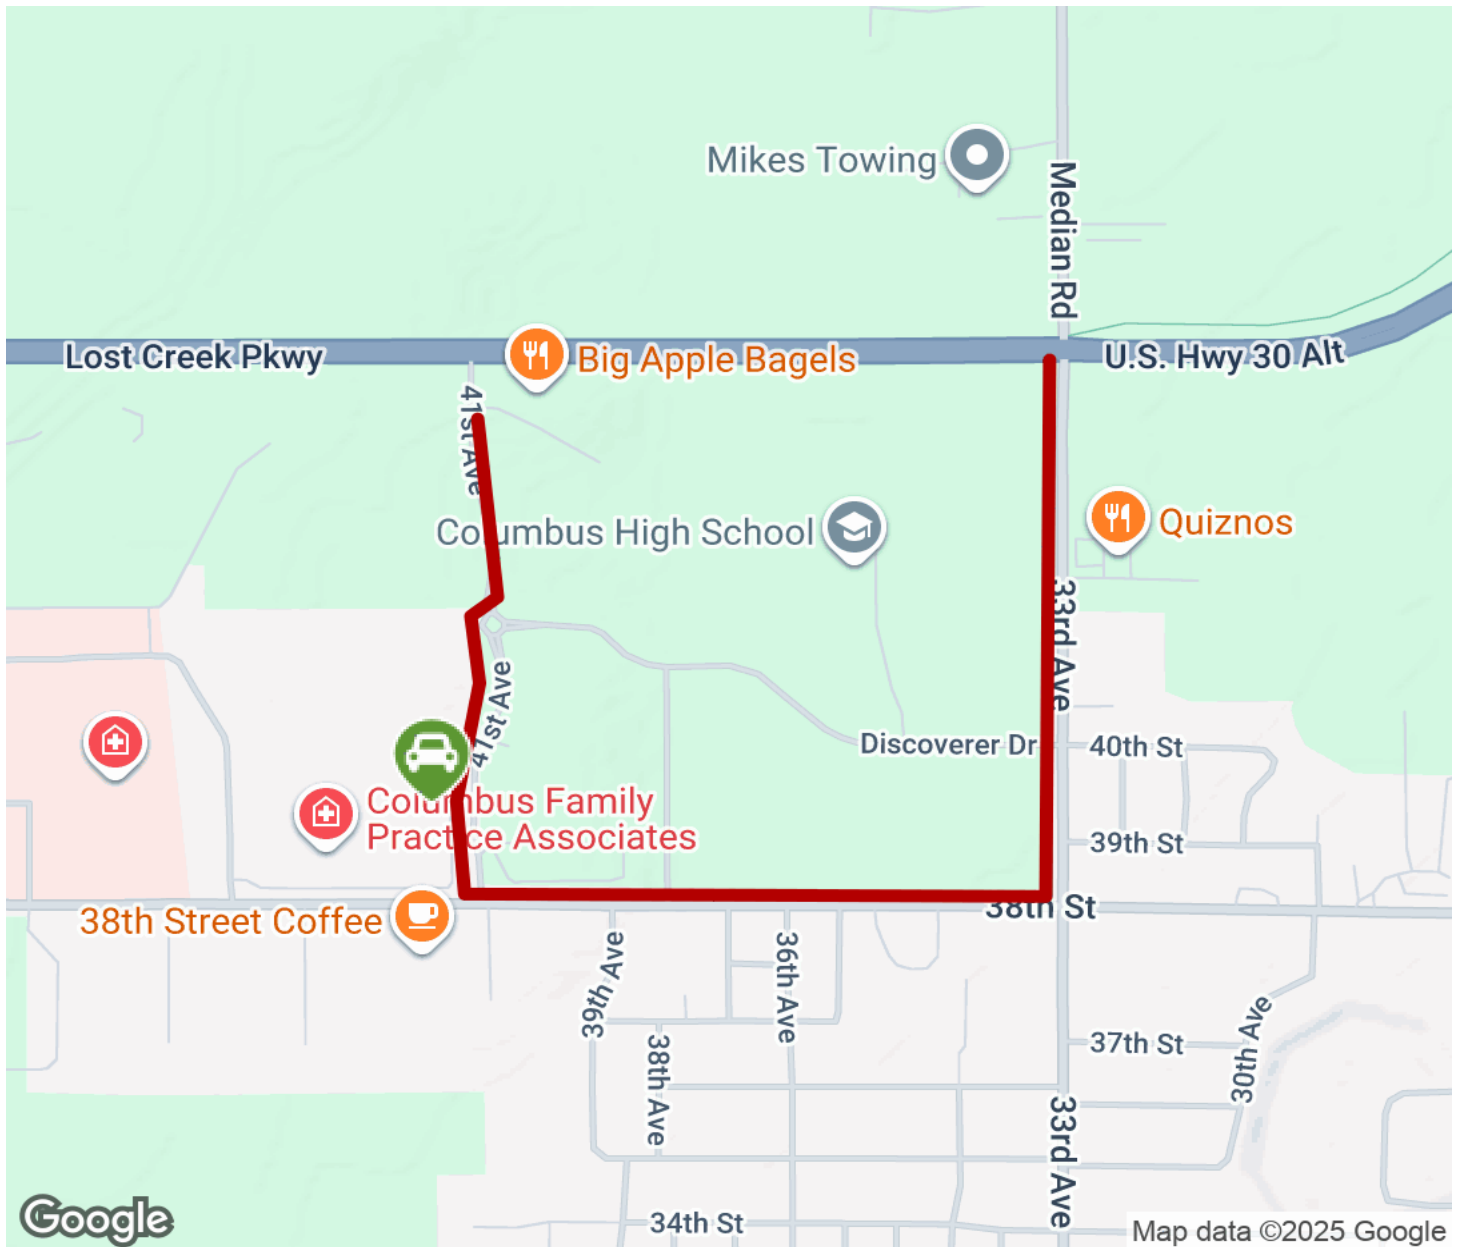 Mikes Towing
Median Rd
Lost Creek Pkwy
Big Apple Bagels
U.S. Hwy 30 Alt
41st Ave
Columbus High School
Quiznos
33rd Ave
41st Ave
Discoverer Dr
40th St
Columbus Family
Practice Associates
39th St
38th Street Coffee
38th St
39th Ave
36th Ave
38th Ave
37th St
30th Ave
33rd Ave
34th St
Google
Map data ©2025 Google